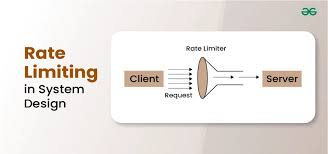 Rate
Limiting
in System
Design
Rate Limiter
Client
Request
Server